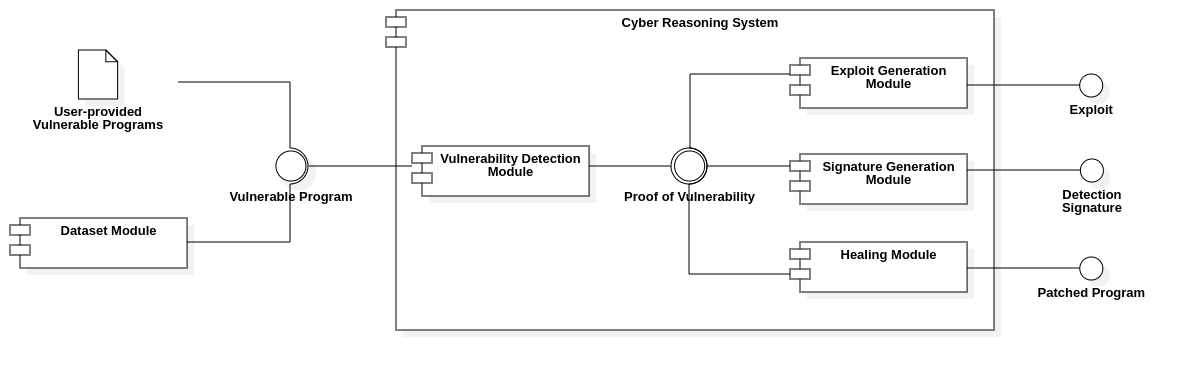 Cyber Reasoning System
User-provided
Vulnerable Programs
Vulnerable Program
Dataset Module
Vulnerability Detection
Module
Proof of Vulnerability
Exploit Generation
Module
Signature Generation
Module
Healing Module
Exploit
Detection
Signature
Patched Program